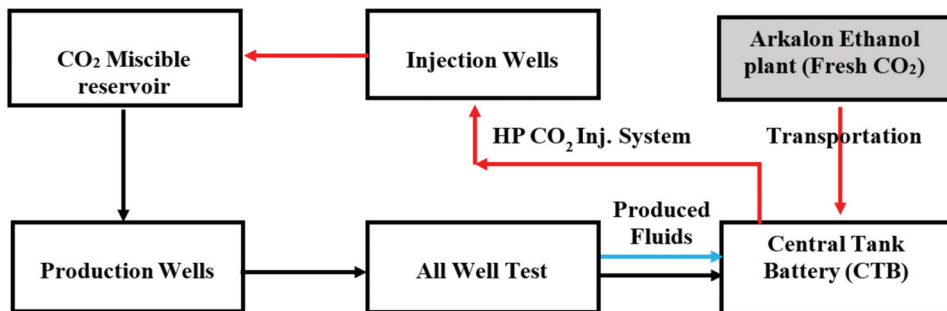 CO₂ Miscible
reservoir
Injection Wells
Arkalon Ethanol
plant (Fresh CO₂)
HP CO₂ Inj. System
Transportation
Production Wells
All Well Test
Produced
Fluids
Central Tank
Battery (CTB)